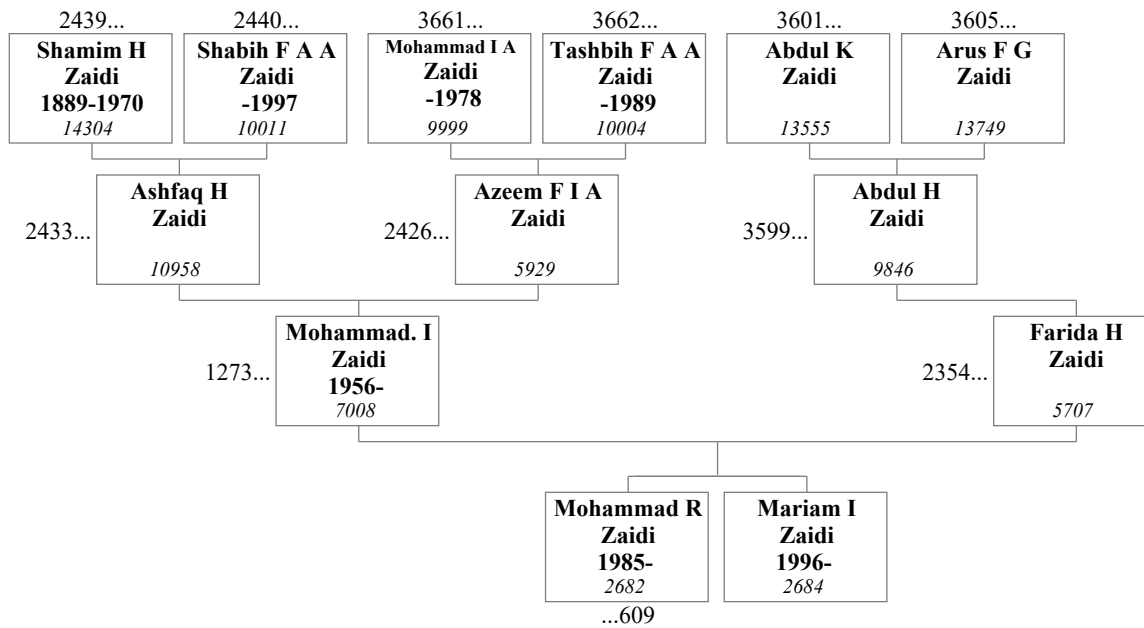 2439... 2440... 3661... 3662... 3601... 3605...
Shamim H
Zaidi
1889-1970
14304
Shabih F A A
Zaidi
-1997
10011
Mohammad I A
Zaidi
-1978
9999
Tashbih F A A
Zaidi
-1989
10004
Abdul K
Zaidi
13555
Arus F G
Zaidi
13749
2433...
Ashfaq H
Zaidi
10958
2426...
Azeem F I A
Zaidi
5929
3599...
Abdul H
Zaidi
9846
1273...
Mohammad. I
Zaidi
1956-
7008
2354...
Farida H
Zaidi
5707
Mohammad R
Zaidi
1985-
2682
Mariam I
Zaidi
1996-
2684
...609